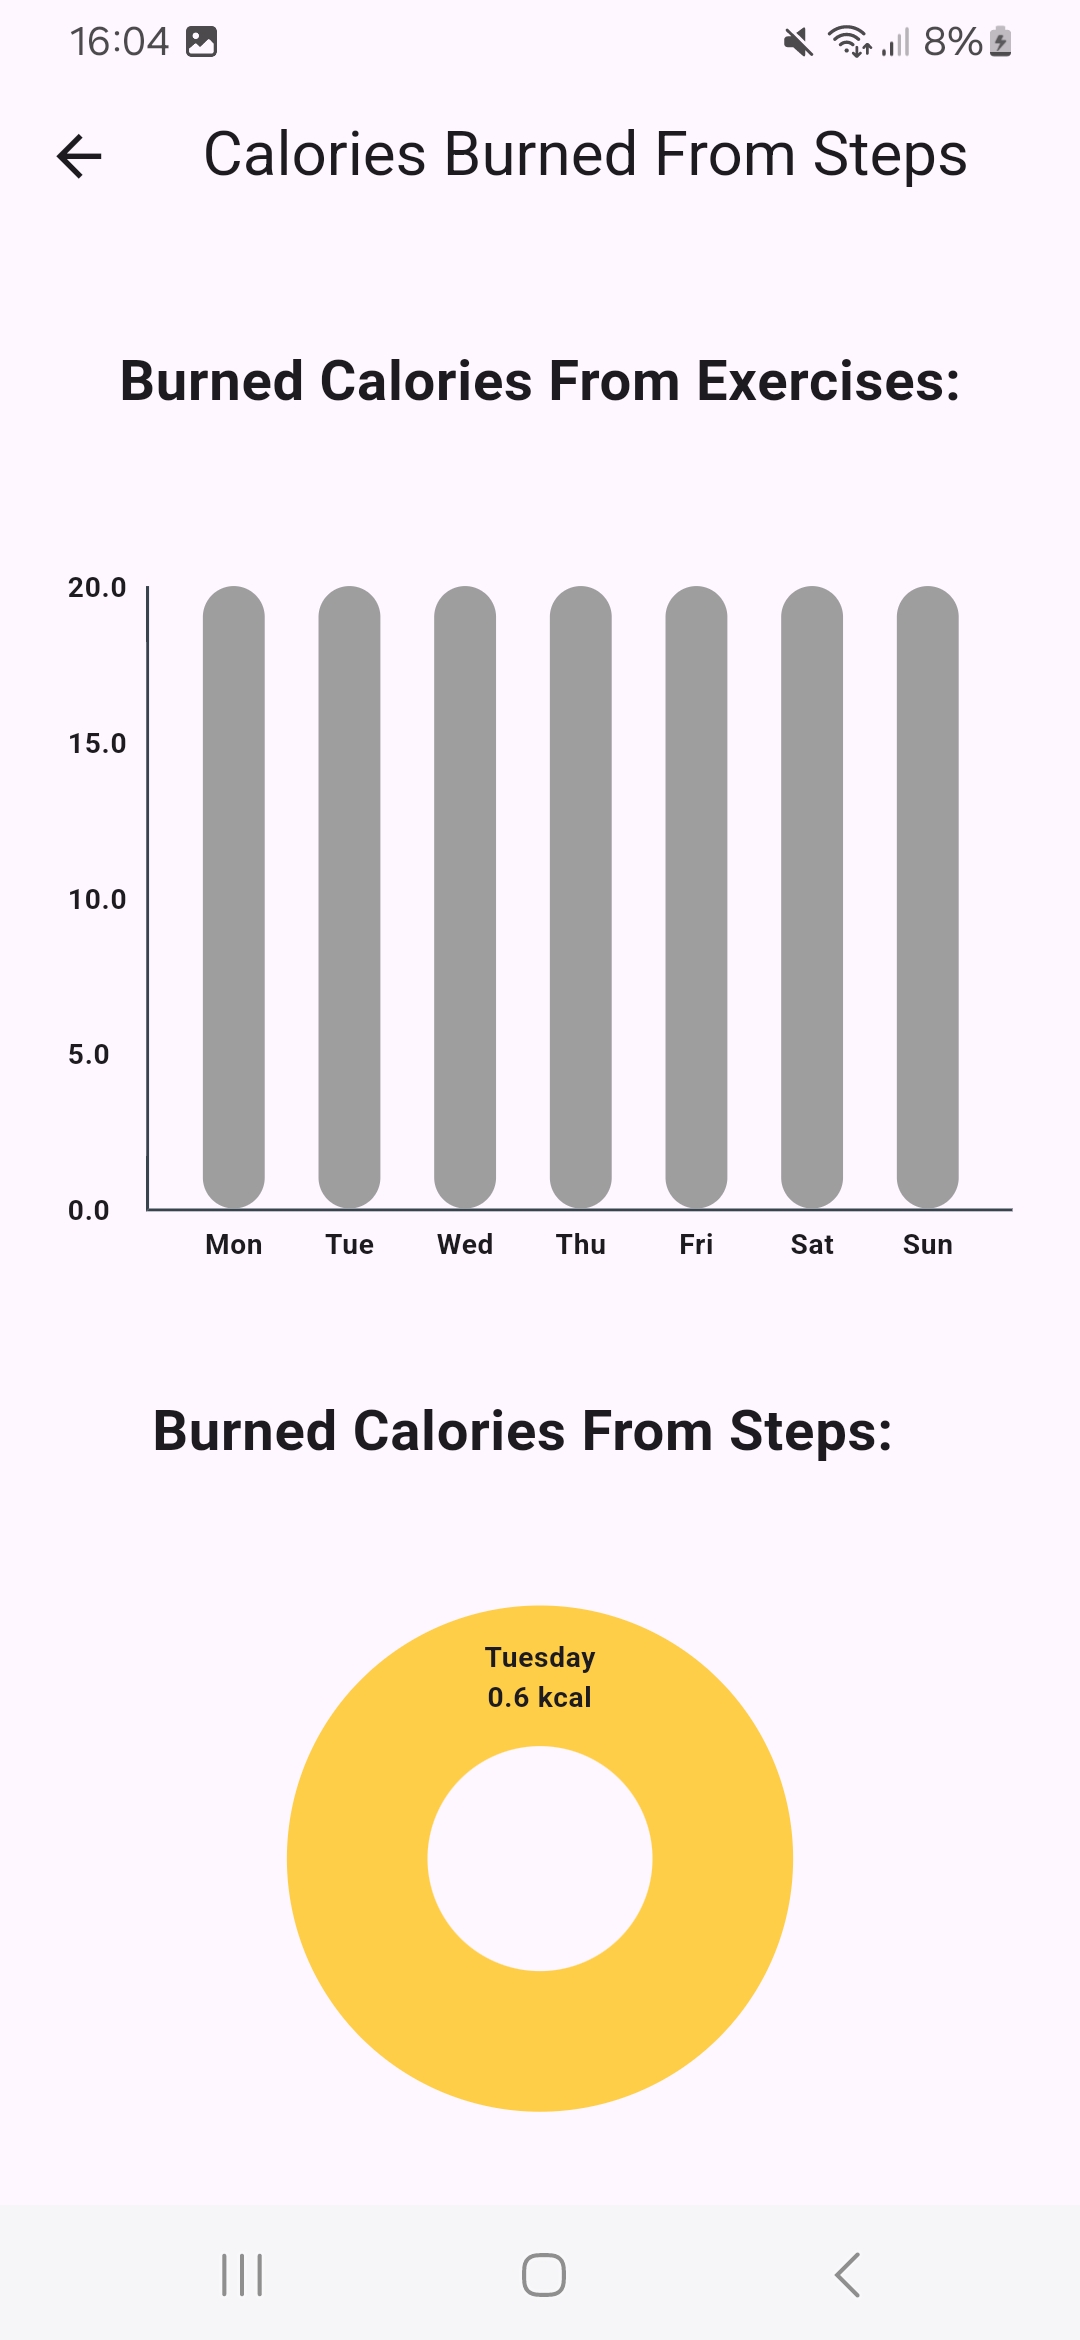 16:04 8%
Calories Burned From Steps
Burned Calories From Exercises:
20.0
15.0
10.0
5.0
0.0
Mon Tue Wed Thu Fri Sat Sun
Burned Calories From Steps:
Tuesday
0.6 kcal